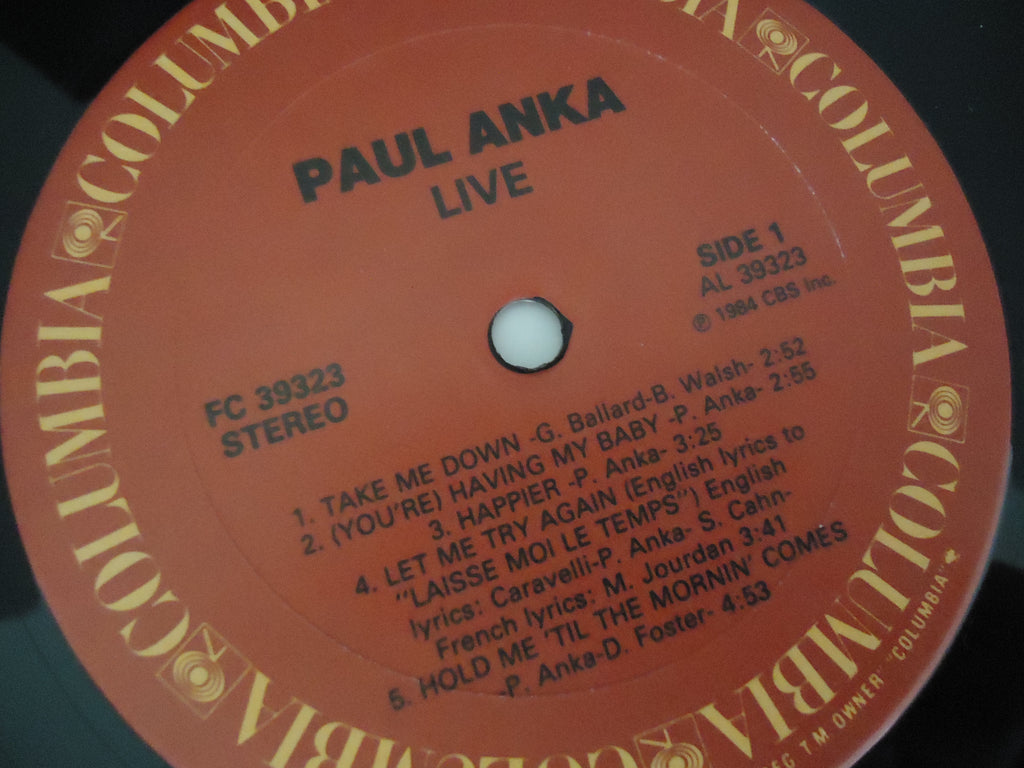 PAUL ANKA
LIVE
SIDE 1
AL 39323
℗ 1984 CBS Inc.
FC 39323
STEREO
1. TAKE ME DOWN -G. Ballard-B. Walsh- 2:52
2. (YOU'RE) HAVING MY BABY -P. Anka- 2:55
3. HAPPIER -P. Anka- 3:25
4. LET ME TRY AGAIN (English lyrics to
"LAISSE MOI LE TEMPS") English
lyrics: Caravelli-P. Anka- S. Cahn-
French lyrics: M. Jourdan 3:41
5. HOLD ME 'TIL THE MORNIN' COMES
P. Anka-D. Foster- 4:53
COLUMBIA
COLUMBIA
COLUMBIA
COLUMBIA
COLUMBIA
"COLUMBIA"
T.M OWNER